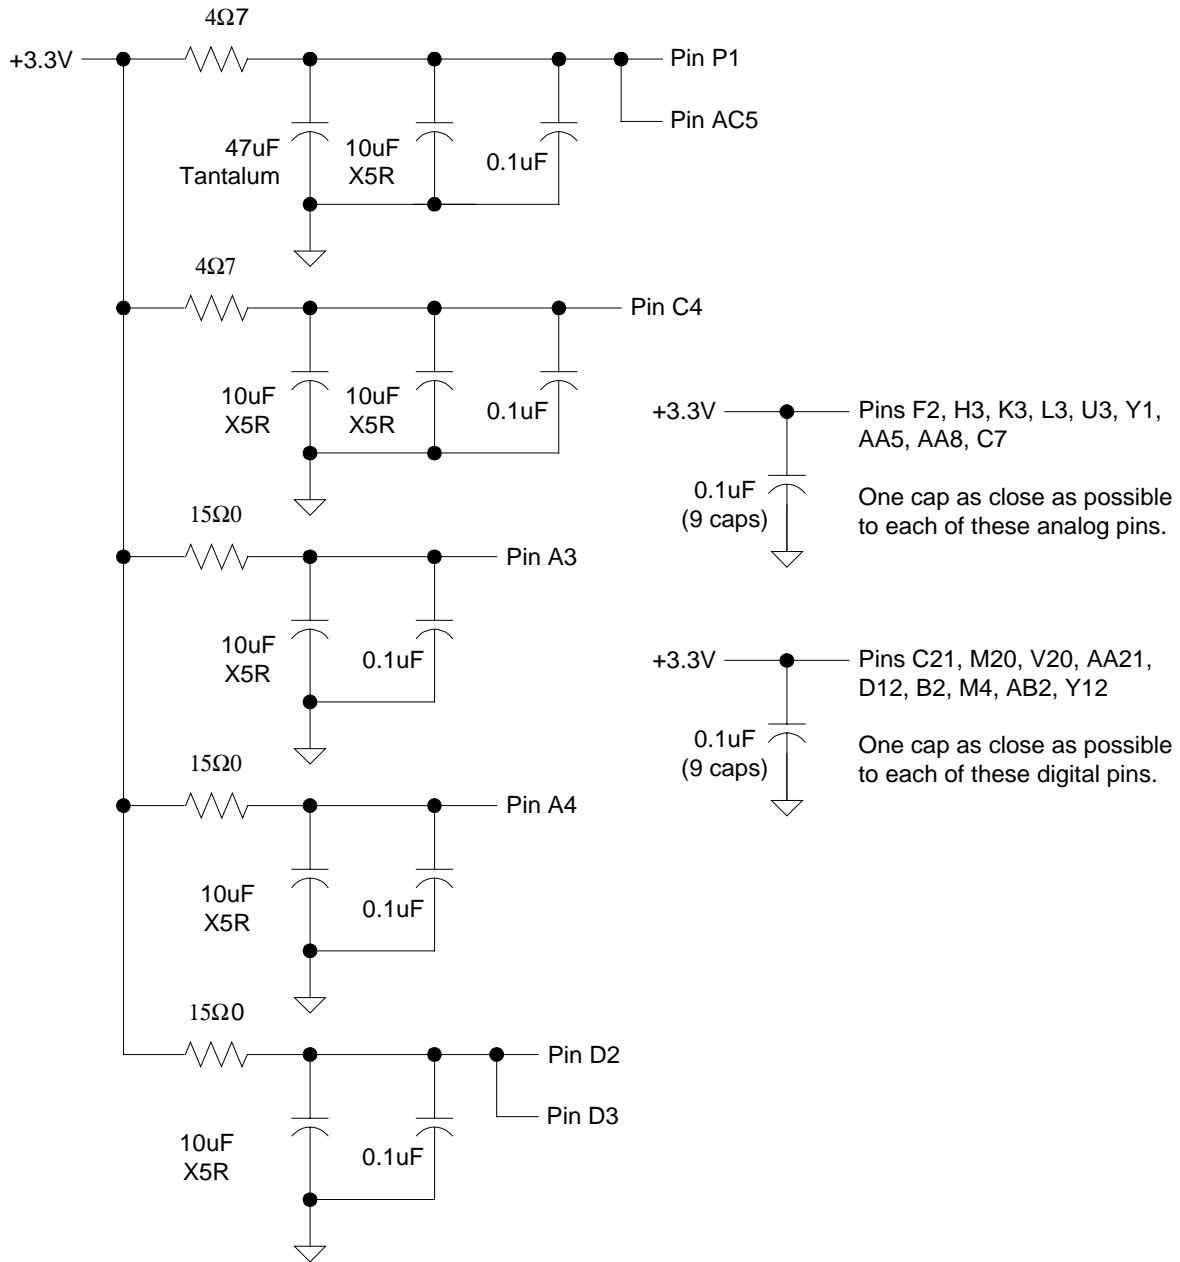 4Ω7
+3.3V
Pin P1
Pin AC5
47uF
Tantalum
10uF
X5R
0.1uF
4Ω7
Pin C4
10uF
X5R
10uF
X5R
0.1uF
15Ω0
Pin A3
10uF
X5R
0.1uF
15Ω0
Pin A4
10uF
X5R
0.1uF
15Ω0
Pin D2
Pin D3
10uF
X5R
0.1uF
+3.3V
Pins F2, H3, K3, L3, U3, Y1,
AA5, AA8, C7
0.1uF
(9 caps)
One cap as close as possible
to each of these analog pins.
+3.3V
Pins C21, M20, V20, AA21,
D12, B2, M4, AB2, Y12
0.1uF
(9 caps)
One cap as close as possible
to each of these digital pins.